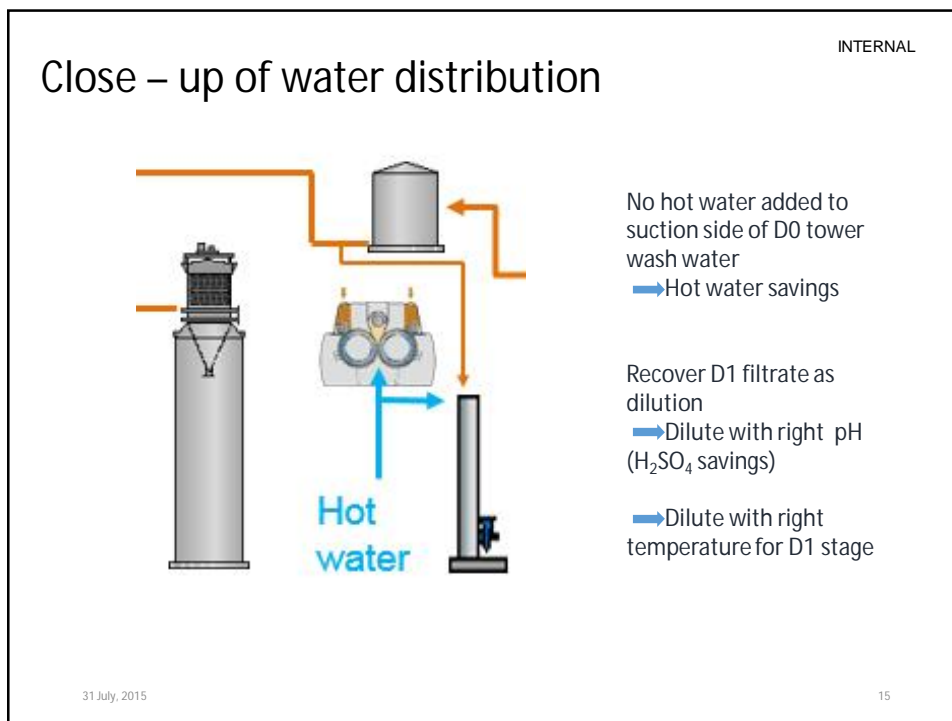 INTERNAL
Close – up of water distribution
No hot water added to
suction side of D0 tower
wash water
Hot water savings
Recover D1 filtrate as
dilution
Dilute with right pH
(H₂SO₄ savings)
Dilute with right
temperature for D1 stage
Hot
water
31 July, 2015
15